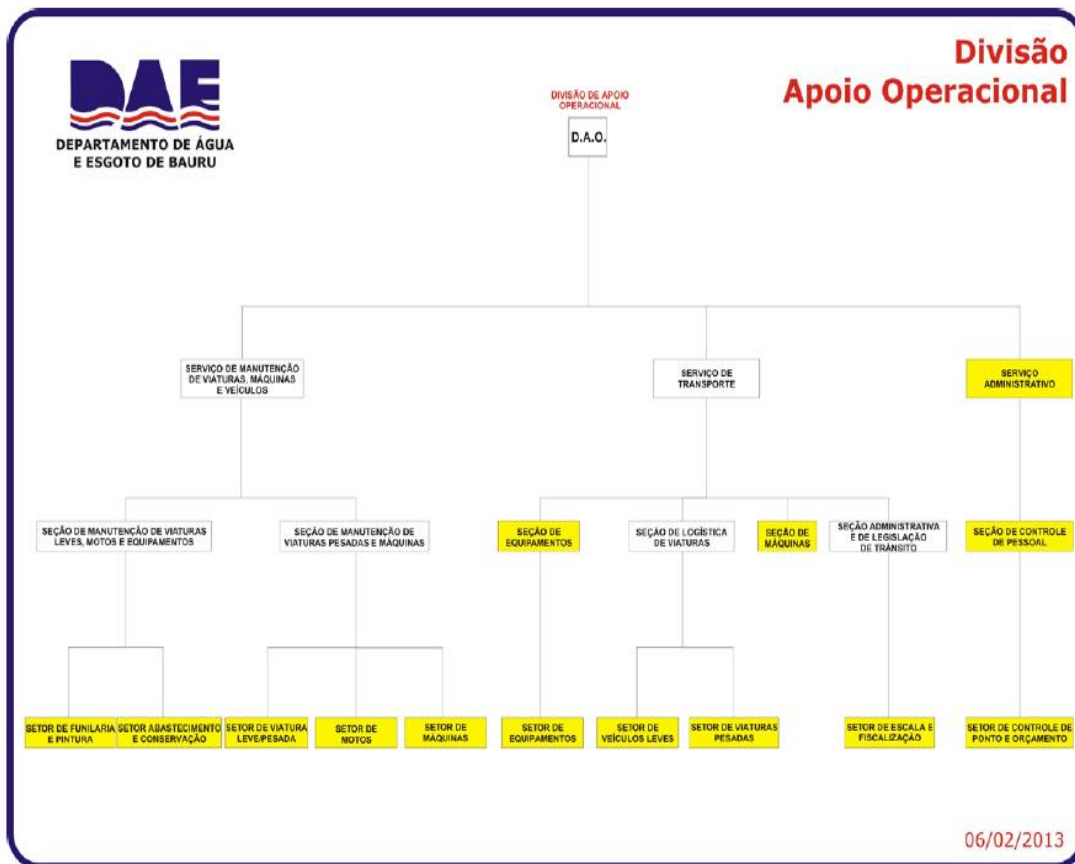 DAE
DEPARTAMENTO DE ÁGUA
E ESGOTO DE BAURU
Divisão
Apoio Operacional
DIVISÃO DE APOIO
OPERACIONAL
D.A.O.
SERVIÇO DE MANUTENÇÃO
DE VIATURAS, MÁQUINAS
E VEÍCULOS
SERVIÇO DE
TRANSPORTE
SERVIÇO
ADMINISTRATIVO
SEÇÃO DE MANUTENÇÃO DE VIATURAS
LEVES, MOTOS E EQUIPAMENTOS
SEÇÃO DE MANUTENÇÃO DE
VIATURAS PESADAS E MÁQUINAS
SEÇÃO DE
EQUIPAMENTOS
SEÇÃO DE LOGÍSTICA
DE VIATURAS
SEÇÃO DE
MÁQUINAS
SEÇÃO ADMINISTRATIVA
E DE LEGISLAÇÃO
DE TRÂNSITO
SEÇÃO DE CONTROLE
DE PESSOAL
SETOR DE FUNILARIA
E PINTURA
SETOR ABASTECIMENTO
E CONSERVAÇÃO
SETOR DE VIATURA
LEVE/PESADA
SETOR DE
MOTOS
SETOR DE
MÁQUINAS
SETOR DE
EQUIPAMENTOS
SETOR DE
VEÍCULOS LEVES
SETOR DE VIATURAS
PESADAS
SETOR DE ESCALA E
FISCALIZAÇÃO
SETOR DE CONTROLE DE
PONTO E ORÇAMENTO
06/02/2013